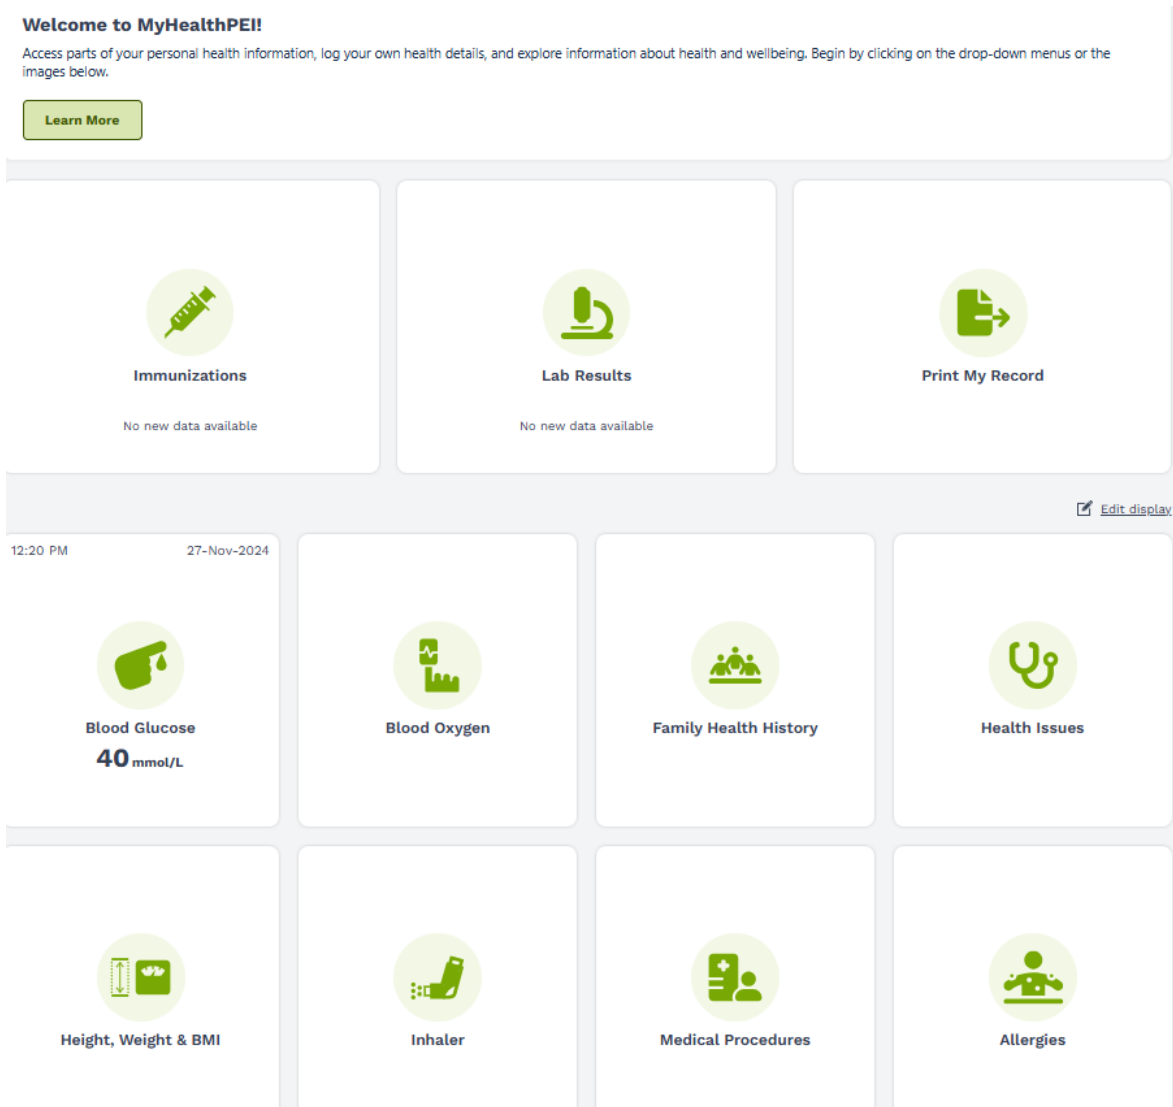 Welcome to MyHealthPEI!
Access parts of your personal health information, log your own health details, and explore information about health and wellbeing. Begin by clicking on the drop-down menus or the
images below.
Learn More
Immunizations
No new data available
Lab Results
No new data available
Print My Record
Edit display
12:20 PM 27-Nov-2024
Blood Glucose
40 mmol/L
Blood Oxygen
Family Health History
Health Issues
Height, Weight & BMI
Inhaler
Medical Procedures
Allergies